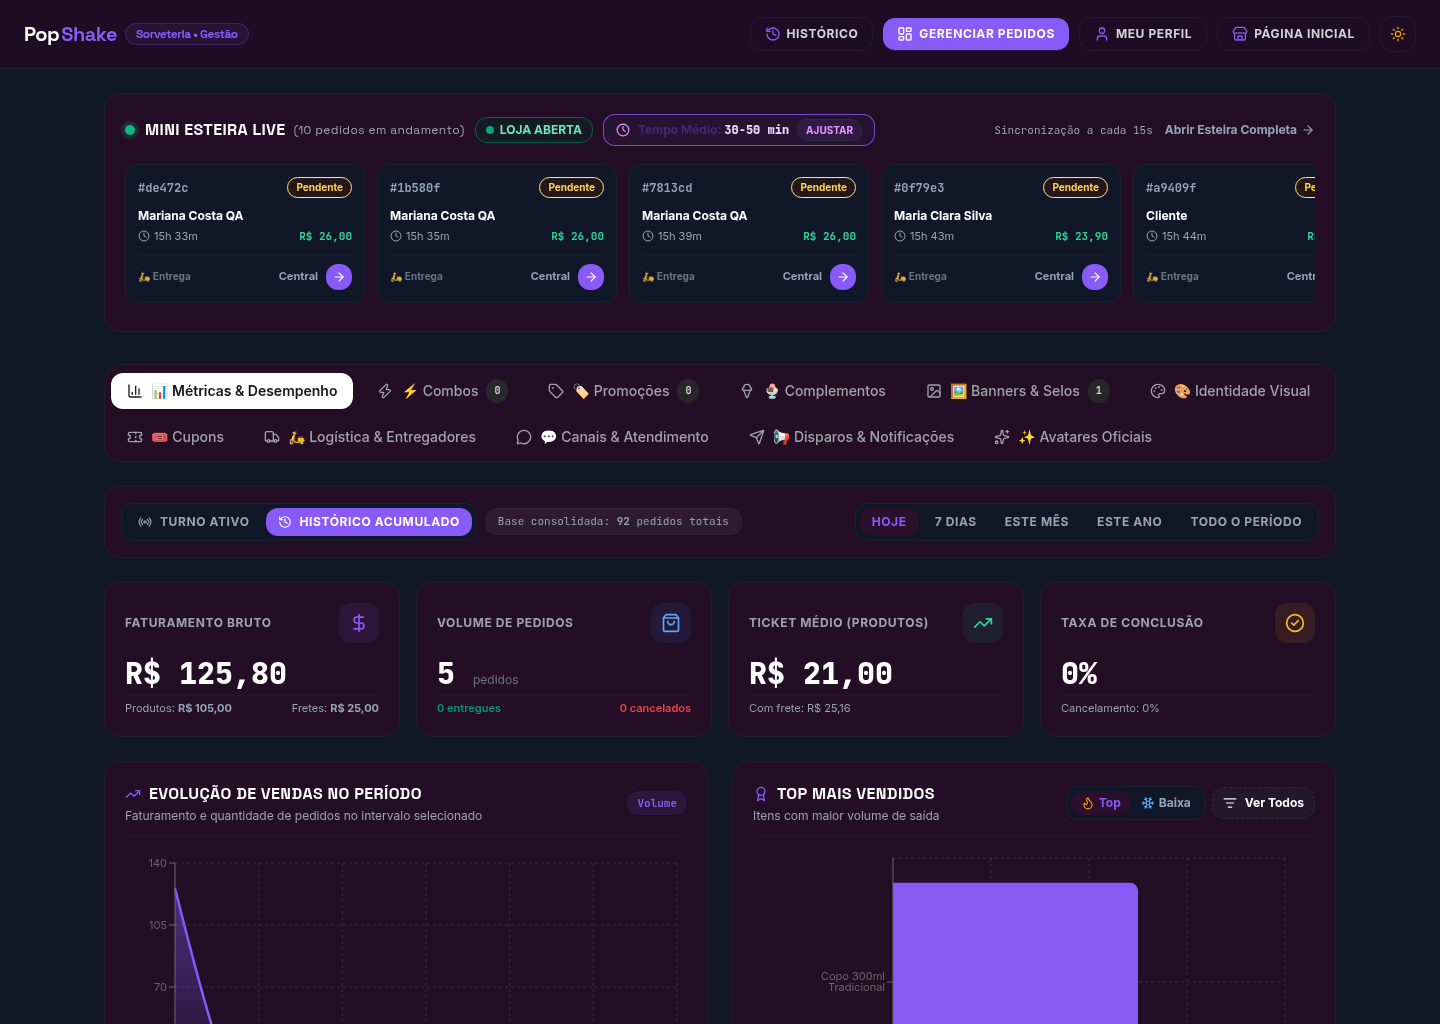 PopShake Sorveteria • Gestão HISTÓRICO GERENCIAR PEDIDOS MEU PERFIL PÁGINA INICIAL
MINI ESTEIRA LIVE (10 pedidos em andamento) LOJA ABERTA Tempo Médio: 30-50 min AJUSTAR Sincronização a cada 15s Abrir Esteira Completa
#de472c Pendente
Mariana Costa QA
15h 33m R$ 26,00
Entrega Central
#1b580f Pendente
Mariana Costa QA
15h 35m R$ 26,00
Entrega Central
#7813cd Pendente
Mariana Costa QA
15h 39m R$ 26,00
Entrega Central
#0f79e3 Pendente
Maria Clara Silva
15h 43m R$ 23,90
Entrega Central
#a9409f Pe
Cliente
15h 44m R$
Entrega Centr
Métricas & Desempenho Combos 0 Promoções 0 Complementos Banners & Selos 1 Identidade Visual
Cupons Logística & Entregadores Canais & Atendimento Disparos & Notificações Avatares Oficiais
TURNO ATIVO HISTÓRICO ACUMULADO Base consolidada: 92 pedidos totais HOJE 7 DIAS ESTE MÊS ESTE ANO TODO O PERÍODO
FATURAMENTO BRUTO
R$ 125,80
Produtos: R$ 105,00 Fretes: R$ 25,00
VOLUME DE PEDIDOS
5 pedidos
0 entregues 0 cancelados
TICKET MÉDIO (PRODUTOS)
R$ 21,00
Com frete: R$ 25,16
TAXA DE CONCLUSÃO
0%
Cancelamento: 0%
EVOLUÇÃO DE VENDAS NO PERÍODO
Faturamento e quantidade de pedidos no intervalo selecionado
Volume
140
105
70
TOP MAIS VENDIDOS
Itens com maior volume de saída
Top Baixa Ver Todos
Copo 300ml
Tradicional